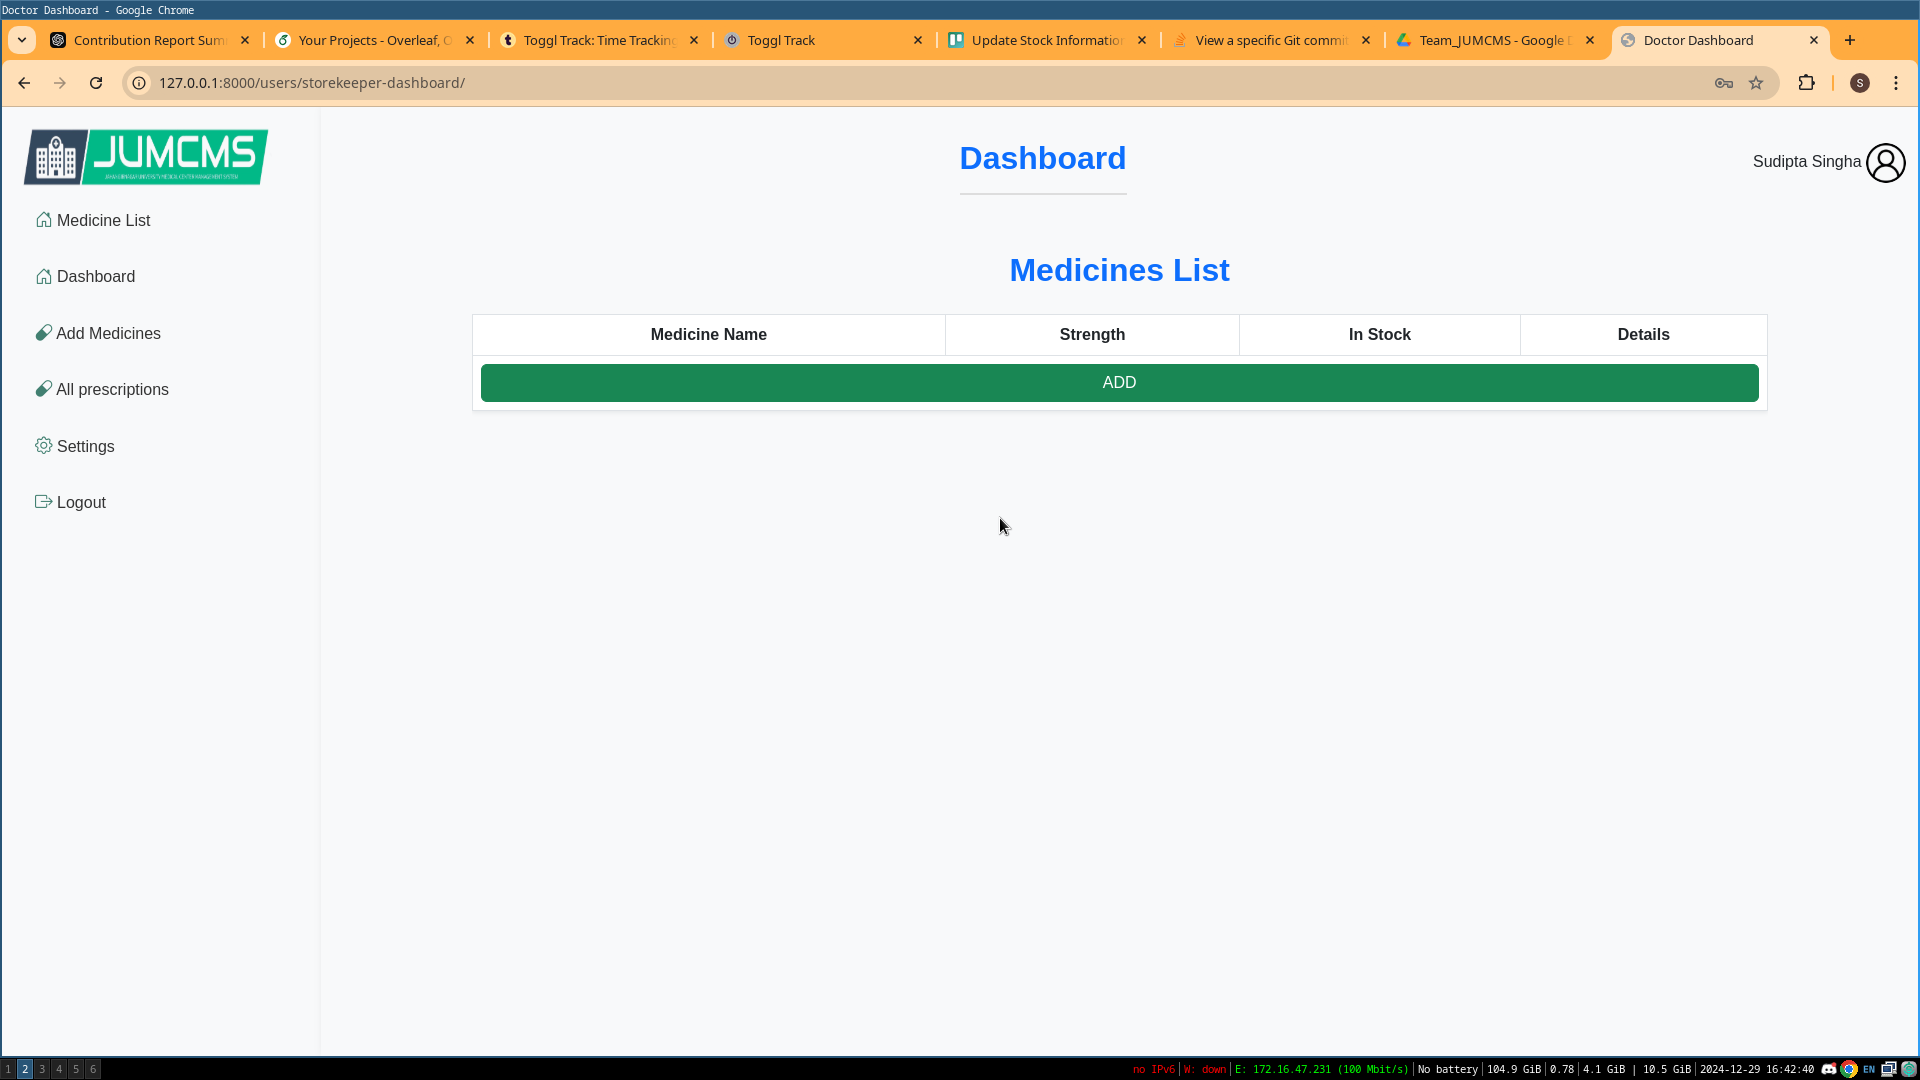 Doctor Dashboard - Google Chrome
Contribution Report Sum
Your Projects - Overleaf, O
Toggl Track: Time Tracking
Toggl Track
Update Stock Information
View a specific Git commit
Team_JUMCMS - Google D
Doctor Dashboard
127.0.0.1:8000/users/storekeeper-dashboard/
S
JUMCMS
Dashboard
Sudipta Singha
Medicine List
Dashboard
Add Medicines
All prescriptions
Settings
Logout
Medicines List
Medicine Name Strength In Stock Details
ADD
1 2 3 4 5 6
no IPv6 W: down E: 172.16.47.231 (100 Mbit/s) No battery 104.9 GiB 0.78 4.1 GiB | 10.5 GiB 2024-12-29 16:42:40 EN